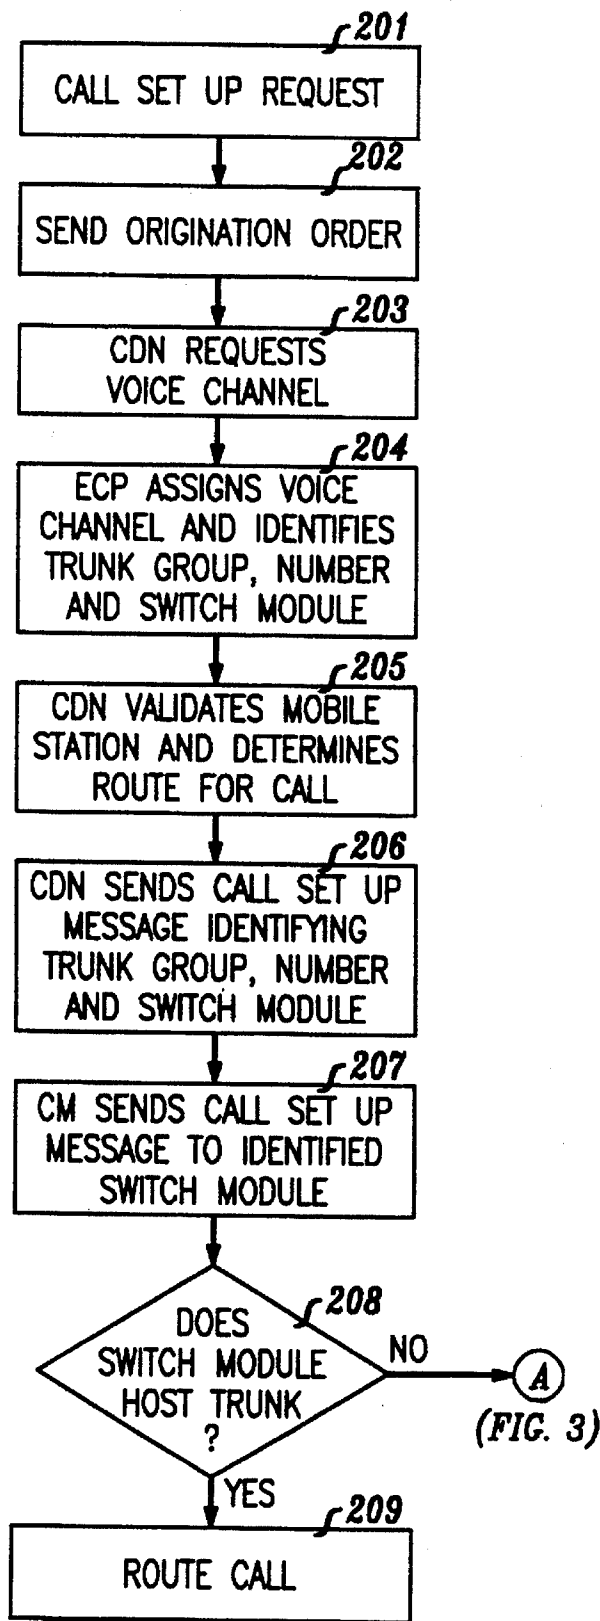 201
CALL SET UP REQUEST
202
SEND ORIGINATION ORDER
203
CDN REQUESTS
VOICE CHANNEL
204
ECP ASSIGNS VOICE
CHANNEL AND IDENTIFIES
TRUNK GROUP, NUMBER
AND SWITCH MODULE
205
CDN VALIDATES MOBILE
STATION AND DETERMINES
ROUTE FOR CALL
206
CDN SENDS CALL SET UP
MESSAGE IDENTIFYING
TRUNK GROUP, NUMBER
AND SWITCH MODULE
207
CM SENDS CALL SET UP
MESSAGE TO IDENTIFIED
SWITCH MODULE
208
DOES
SWITCH MODULE
HOST TRUNK
?
NO
A
(FIG. 3)
YES
209
ROUTE CALL